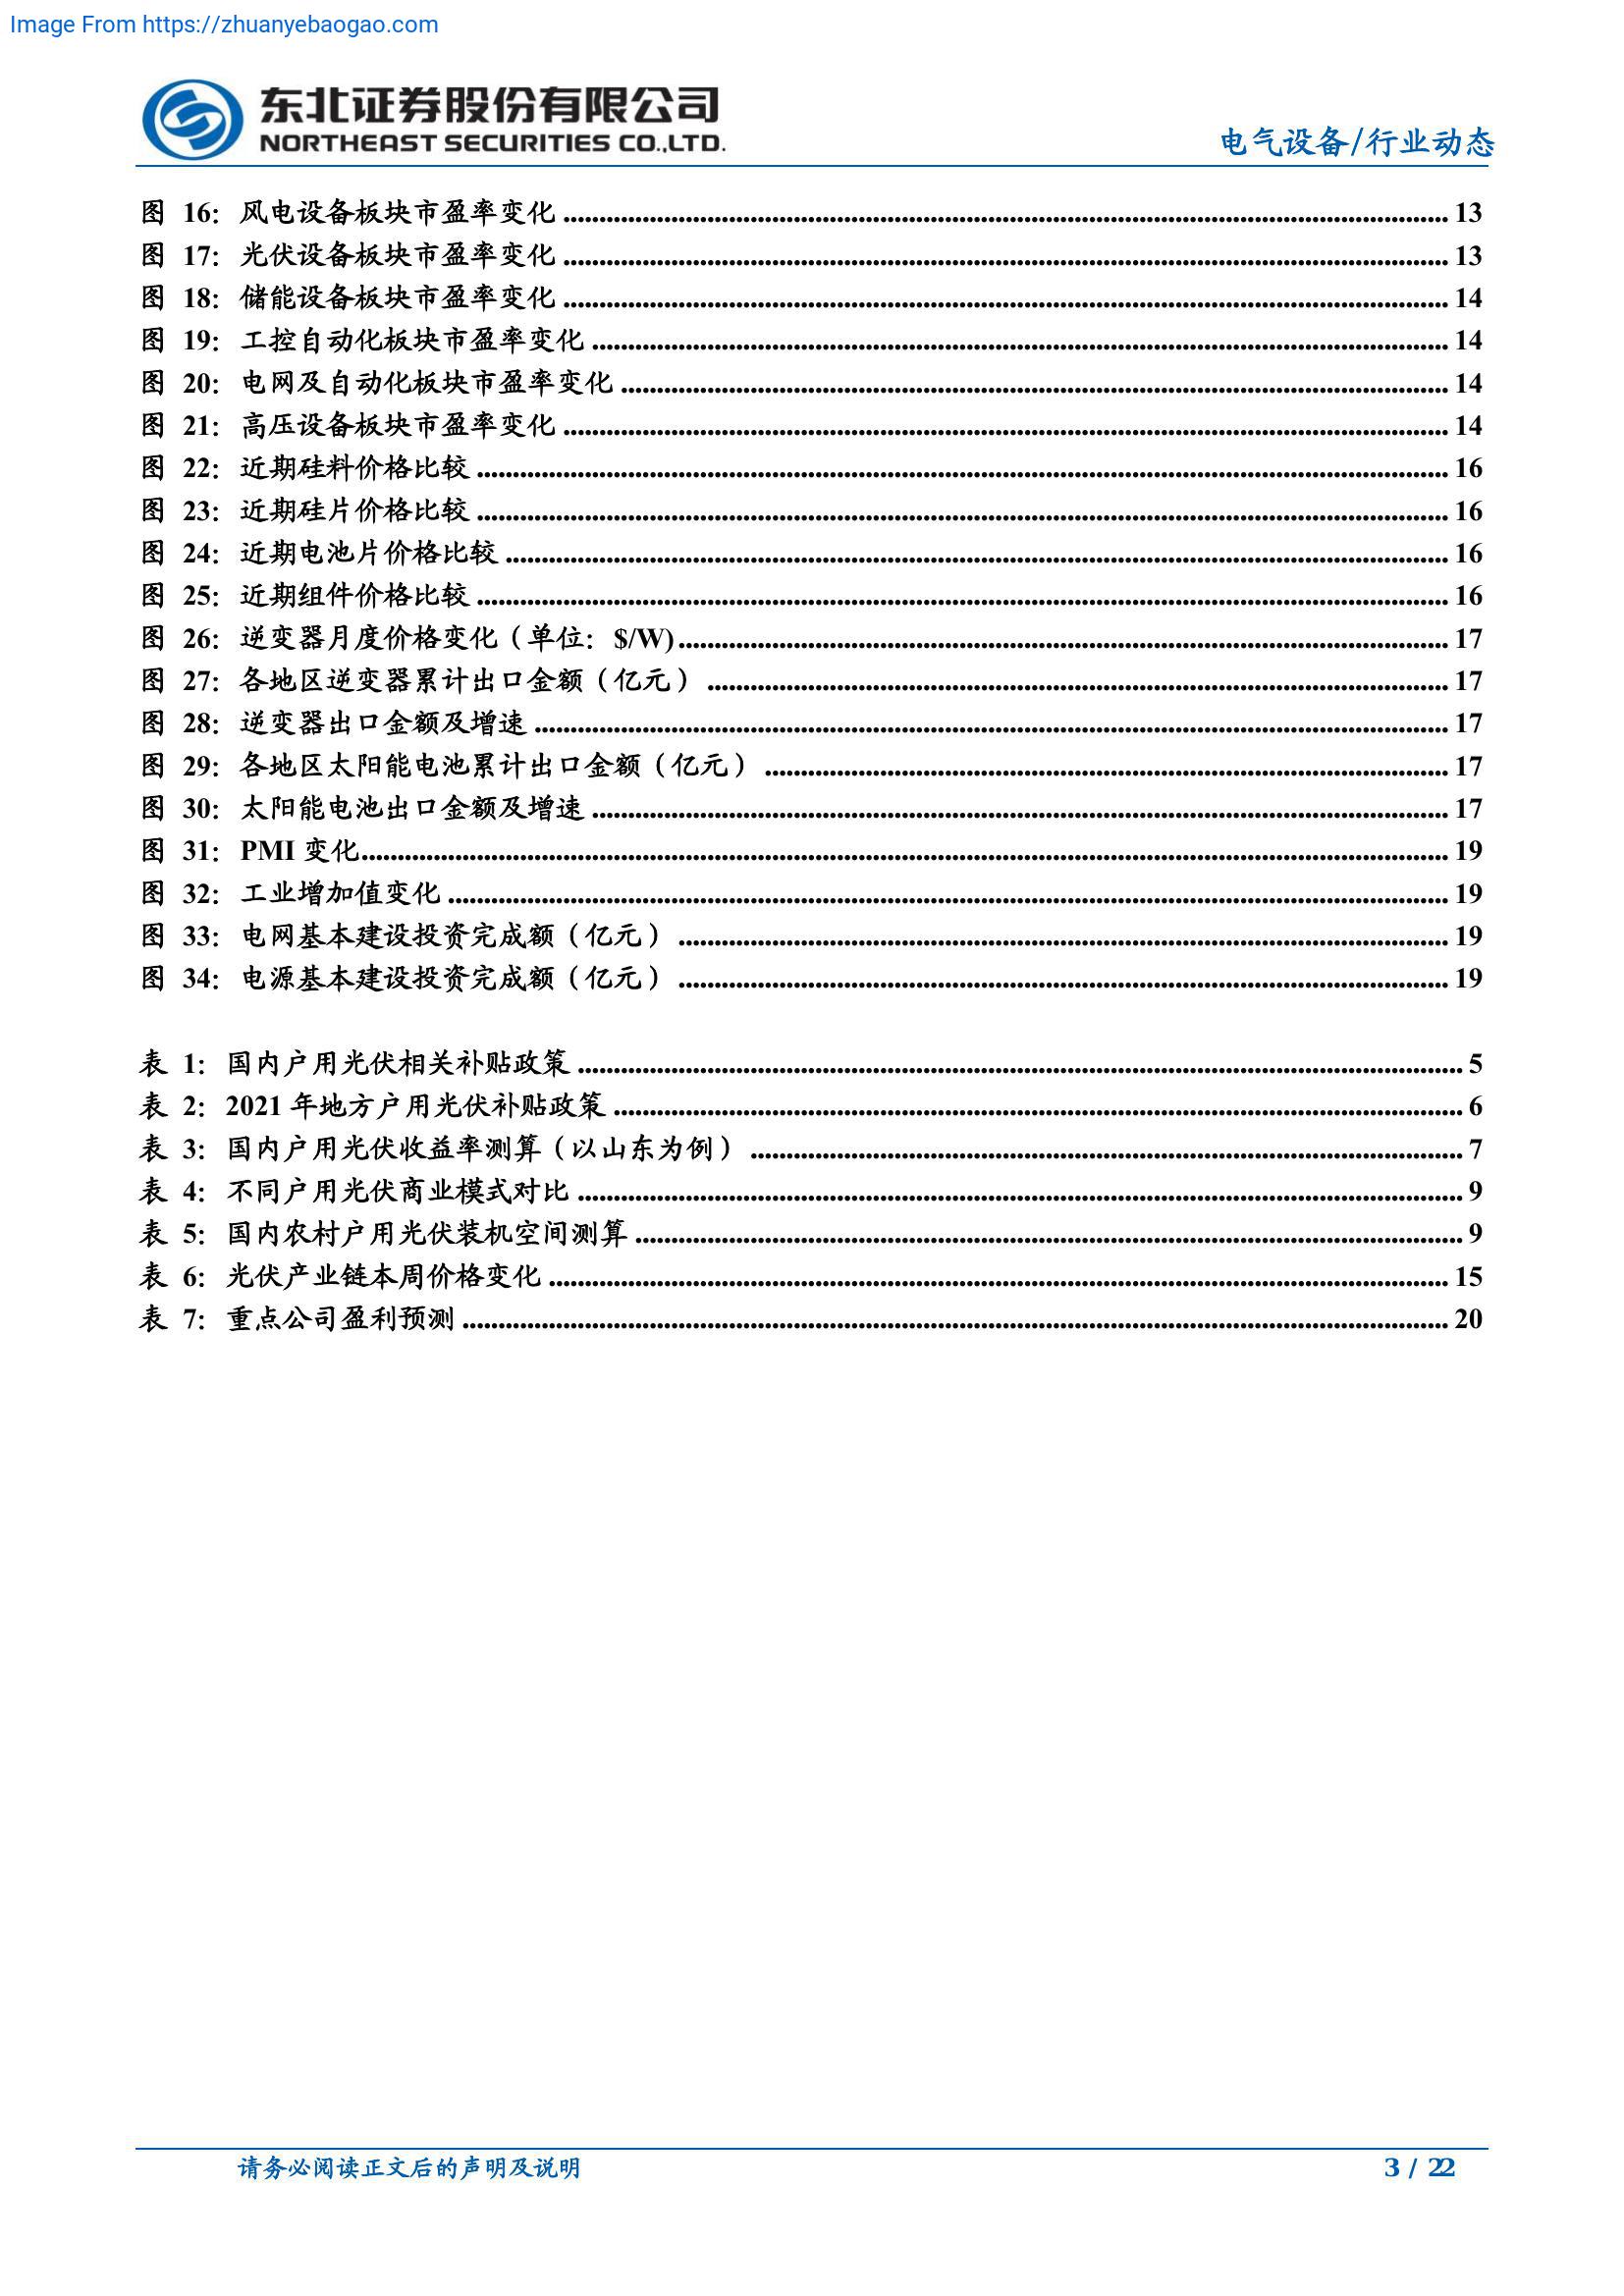 Image From https://zhuanyebaogao.com
东北证券股份有限公司
NORTHEAST SECURITIES CO.,LTD.
电气设备/行业动态
图 16：风电设备板块市盈率变化 ........ 13
图 17：光伏设备板块市盈率变化 ........ 13
图 18：储能设备板块市盈率变化 ........ 14
图 19：工控自动化板块市盈率变化 ........ 14
图 20：电网及自动化板块市盈率变化 ........ 14
图 21：高压设备板块市盈率变化 ........ 14
图 22：近期硅料价格比较 ........ 16
图 23：近期硅片价格比较 ........ 16
图 24：近期电池片价格比较 ........ 16
图 25：近期组件价格比较 ........ 16
图 26：逆变器月度价格变化（单位：$/W) ........ 17
图 27：各地区逆变器累计出口金额（亿元） ........ 17
图 28：逆变器出口金额及增速 ........ 17
图 29：各地区太阳能电池累计出口金额（亿元） ........ 17
图 30：太阳能电池出口金额及增速 ........ 17
图 31：PMI 变化 ........ 19
图 32：工业增加值变化 ........ 19
图 33：电网基本建设投资完成额（亿元） ........ 19
图 34：电源基本建设投资完成额（亿元） ........ 19
表 1：国内户用光伏相关补贴政策 ........ 5
表 2：2021 年地方户用光伏补贴政策 ........ 6
表 3：国内户用光伏收益率测算（以山东为例） ........ 7
表 4：不同户用光伏商业模式对比 ........ 9
表 5：国内农村户用光伏装机空间测算 ........ 9
表 6：光伏产业链本周价格变化 ........ 15
表 7：重点公司盈利预测 ........ 20
请务必阅读正文后的声明及说明
3 / 22